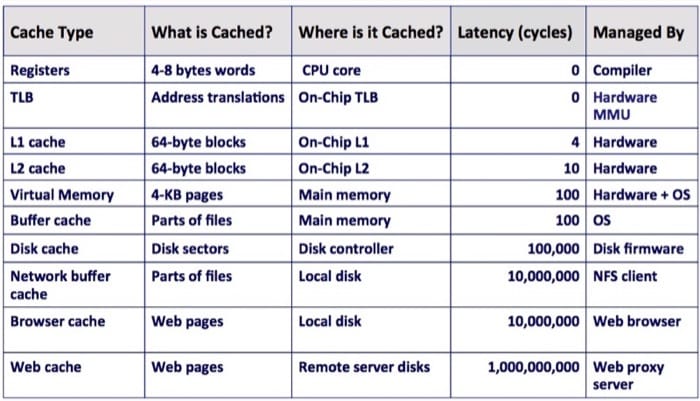 Cache Type What is Cached? Where is it Cached? Latency (cycles) Managed By
Registers 4-8 bytes words CPU core 0 Compiler
TLB Address translations On-Chip TLB 0 Hardware
MMU
L1 cache 64-byte blocks On-Chip L1 4 Hardware
L2 cache 64-byte blocks On-Chip L2 10 Hardware
Virtual Memory 4-KB pages Main memory 100 Hardware + OS
Buffer cache Parts of files Main memory 100 OS
Disk cache Disk sectors Disk controller 100,000 Disk firmware
Network buffer Parts of files Local disk 10,000,000 NFS client
cache
Browser cache Web pages Local disk 10,000,000 Web browser
Web cache Web pages Remote server disks 1,000,000,000 Web proxy
server